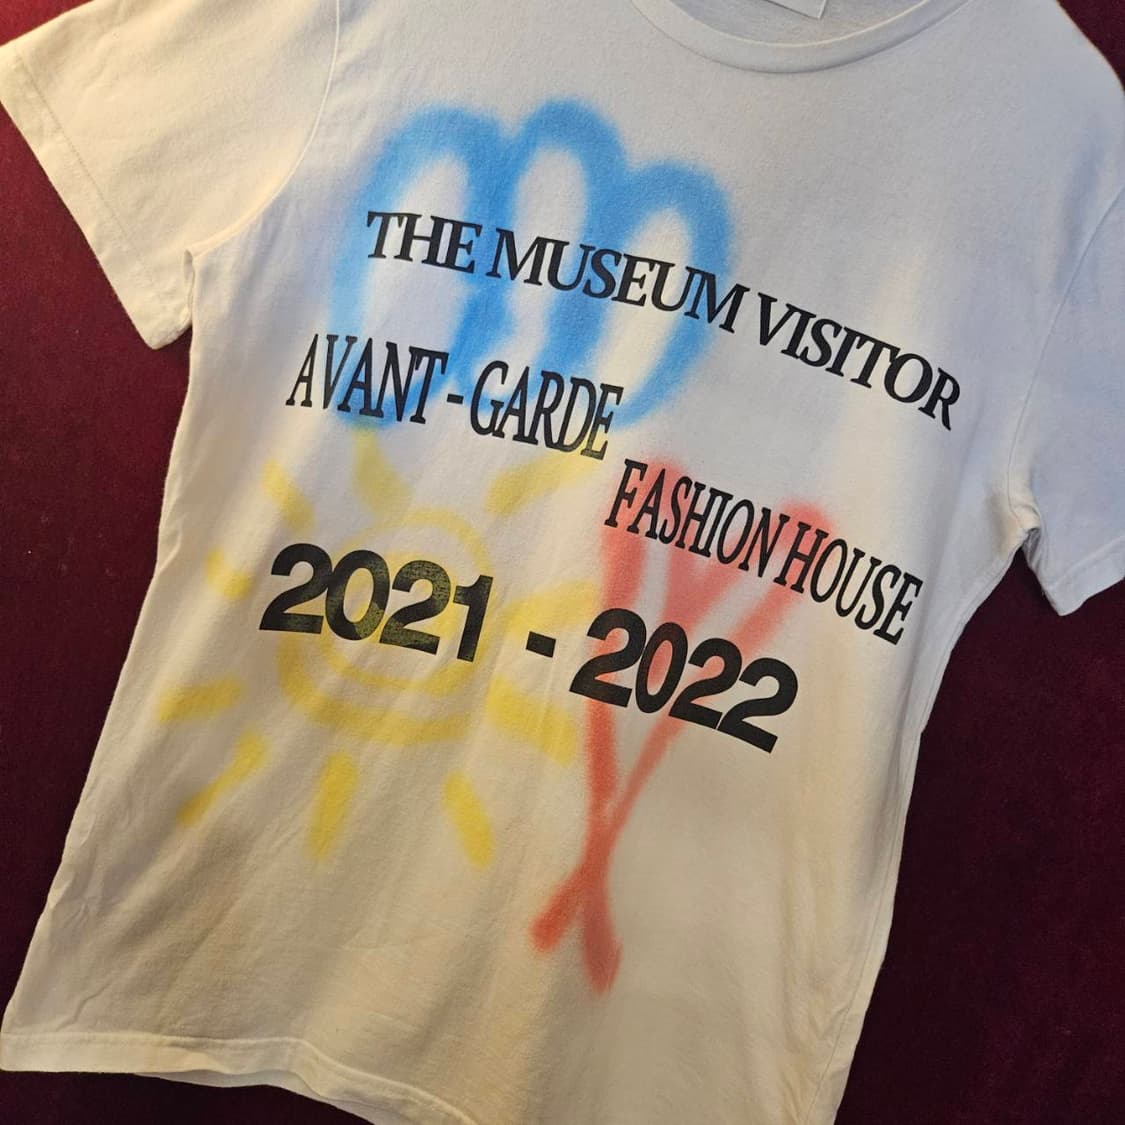 THE MUSEUM VISITOR
AVANT-GARDE
FASHION HOUSE
2021 - 2022